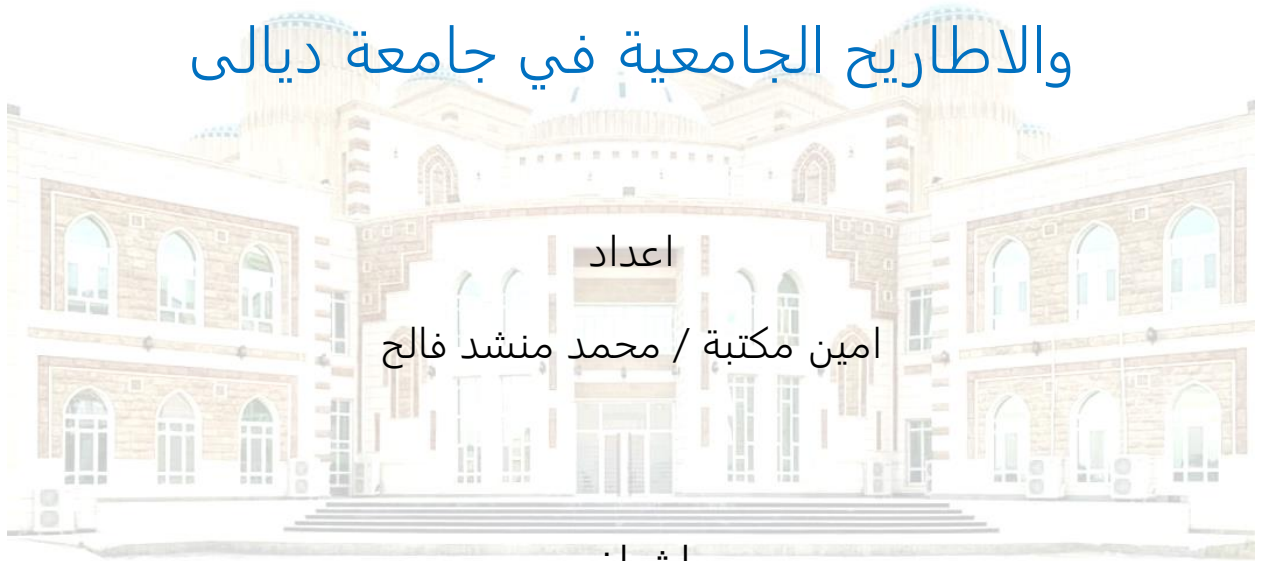 والاطاريح الجامعية في جامعة ديالى
اعداد
امين مكتبة / محمد منشد فالح